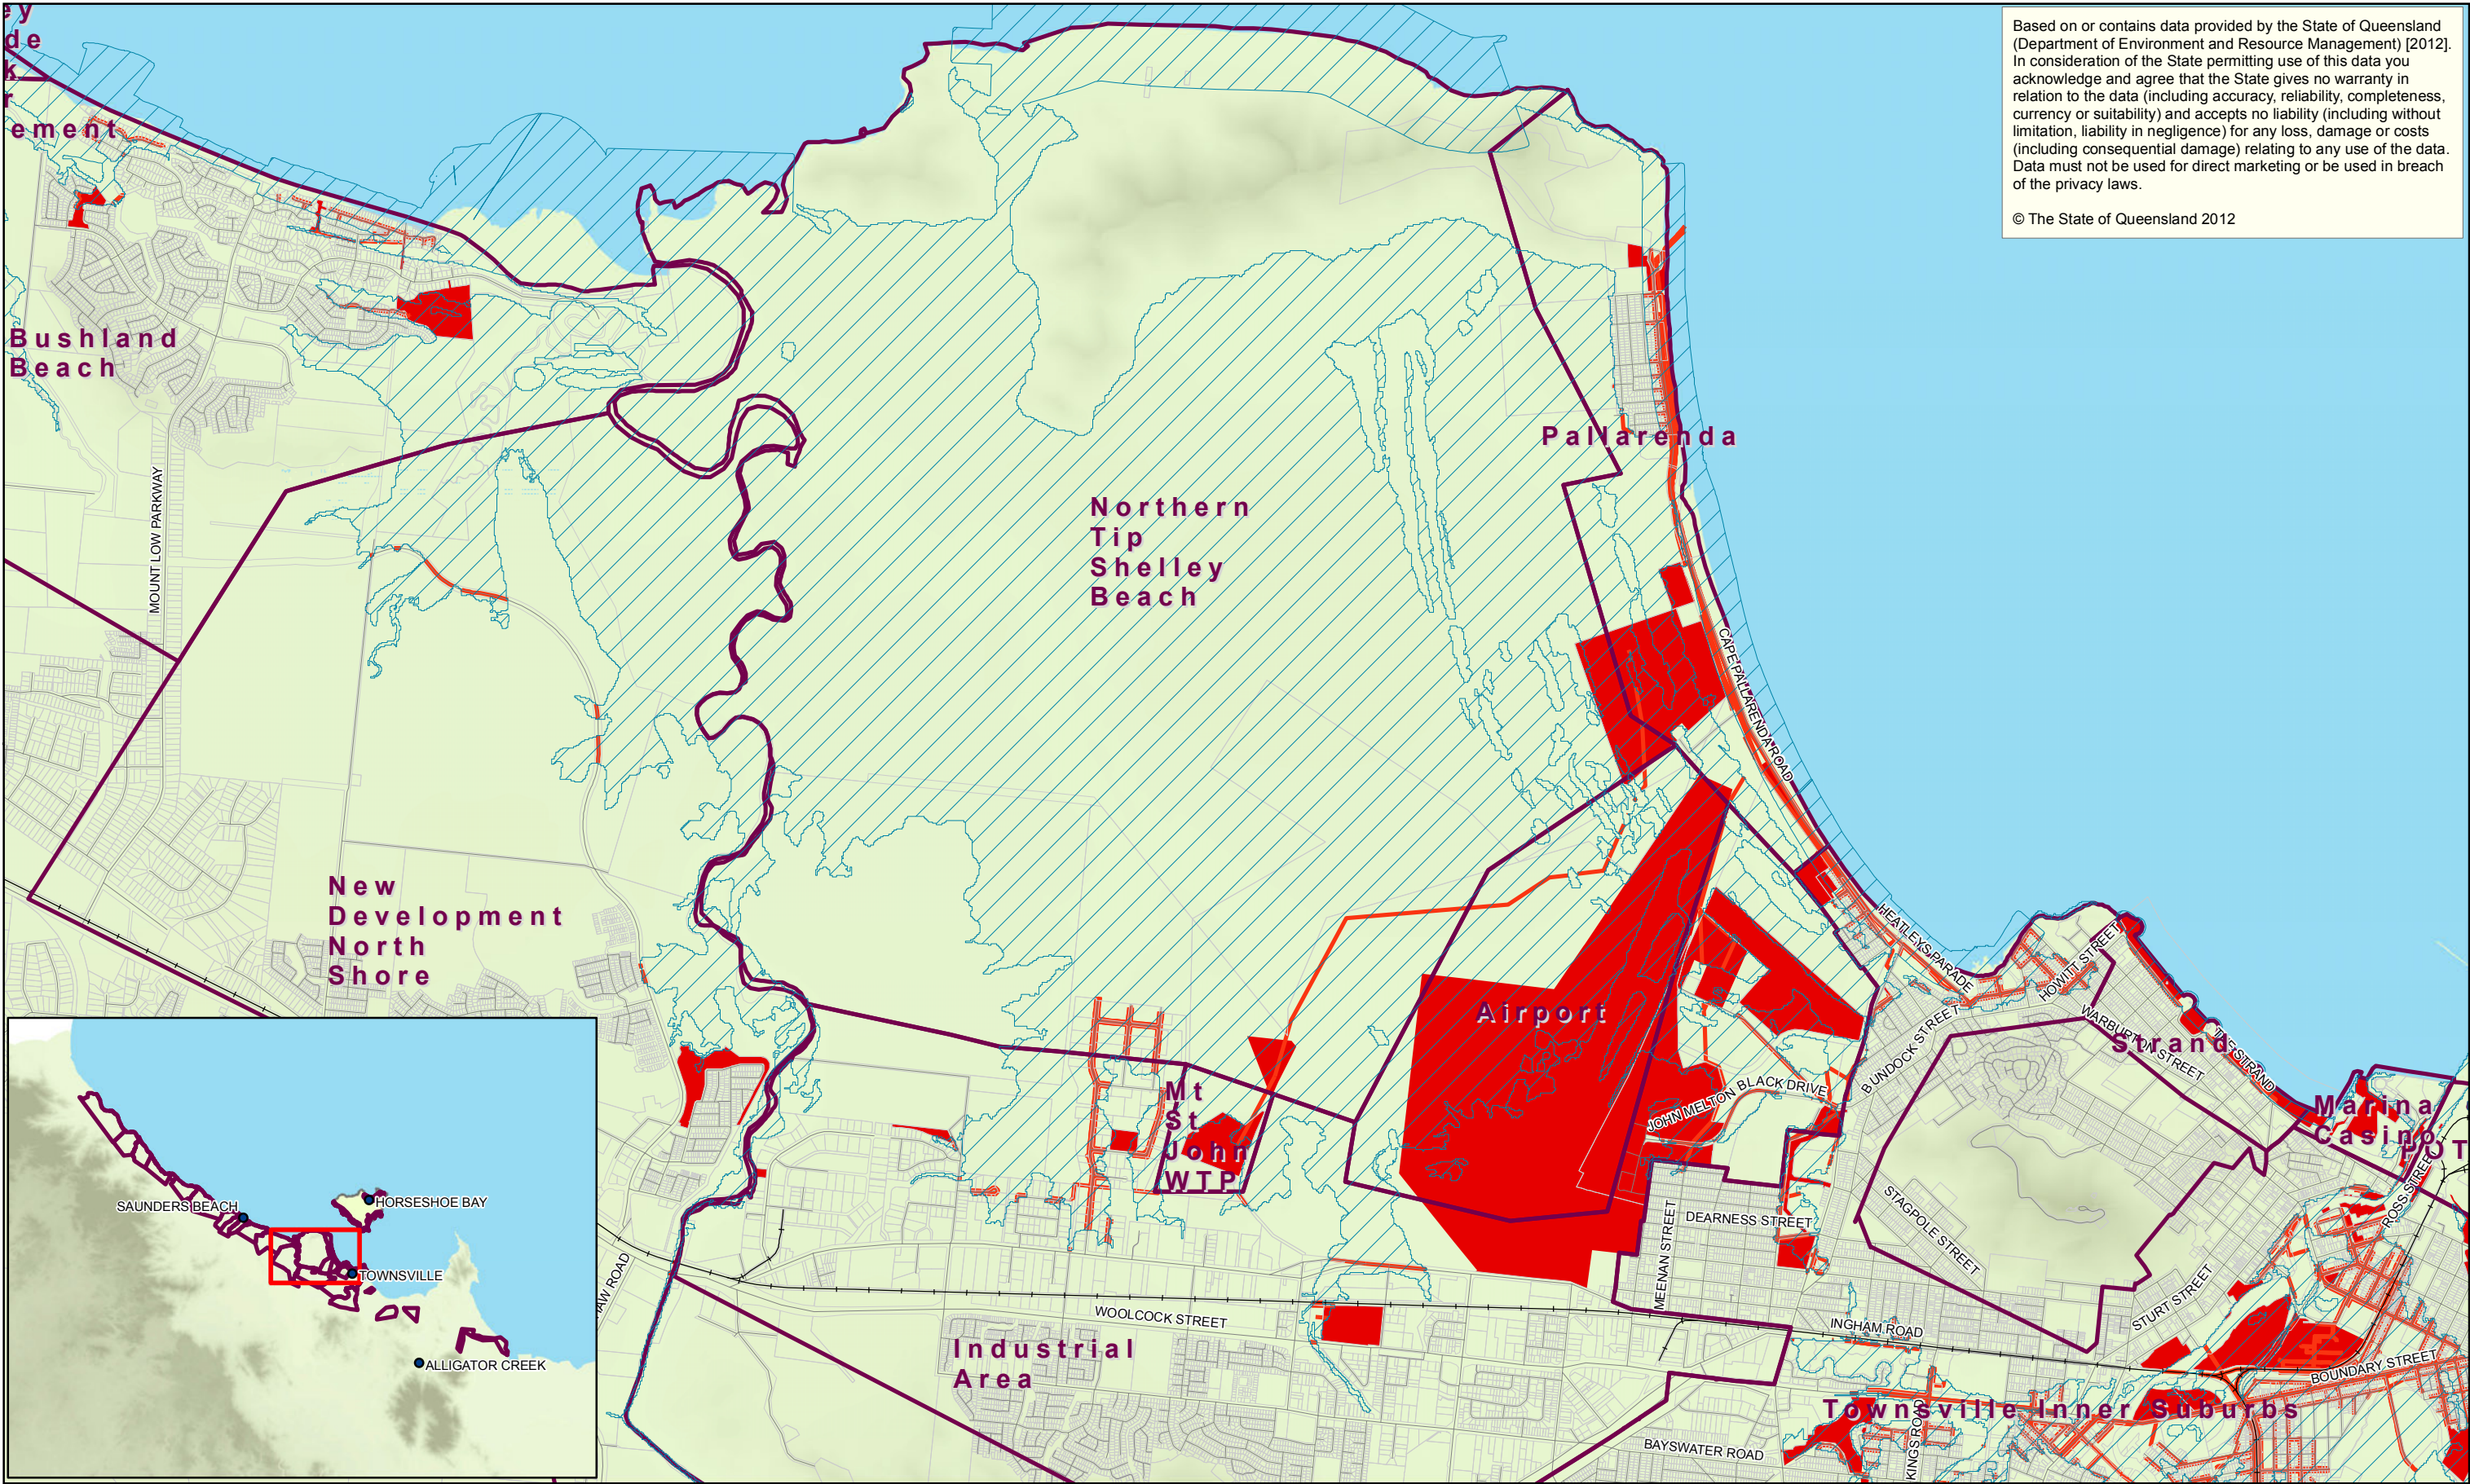 ey
de
k
r
ement
Based on or contains data provided by the State of Queensland
(Department of Environment and Resource Management) [2012].
In consideration of the State permitting use of this data you
acknowledge and agree that the State gives no warranty in
relation to the data (including accuracy, reliability, completeness,
currency or suitability) and accepts no liability (including without
limitation, liability in negligence) for any loss, damage or costs
(including consequential damage) relating to any use of the data.
Data must not be used for direct marketing or be used in breach
of the privacy laws.
© The State of Queensland 2012
Bushland
Beach
MOUNT LOW PARKWAY
Northern
Tip
Shelley
Beach
Pallarenda
CAPE PALLARENDA ROAD
New
Development
North
Shore
Airport
HEATLEYS PARADE
HOWITT STREET
BUNDOCK STREET
WARBURTON STREET
Strand
THE STRAND
JOHN MELTON BLACK DRIVE
Mt
St
John
WTP
Marina
Casino
POT
ROSS STREET
STAGPOLE STREET
DEARNESS STREET
MEENAN STREET
STURT STREET
INGHAM ROAD
WOOLCOCK STREET
Industrial
Area
BOUNDARY STREET
Townsville Inner Suburbs
KINGS ROAD
BAYSWATER ROAD
HAW ROAD
SAUNDERS BEACH
HORSESHOE BAY
TOWNSVILLE
ALLIGATOR CREEK